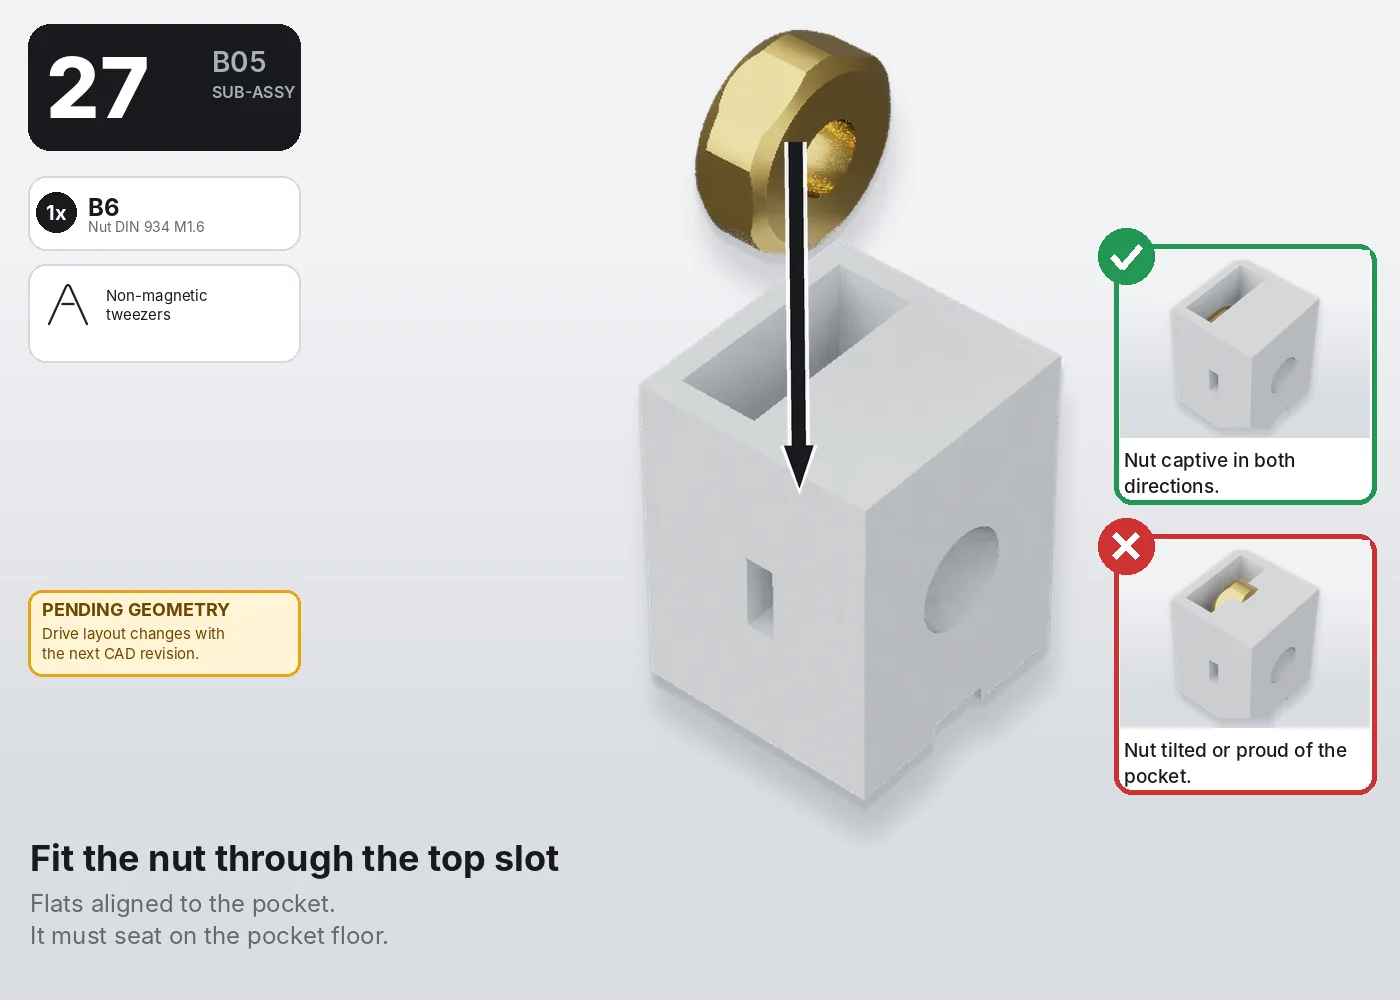 27
B05
SUB-ASSY
1x
B6
Nut DIN 934 M1.6
Non-magnetic
tweezers
Nut captive in both
directions.
Nut tilted or proud of the
pocket.
PENDING GEOMETRY
Drive layout changes with
the next CAD revision.
Fit the nut through the top slot
Flats aligned to the pocket.
It must seat on the pocket floor.